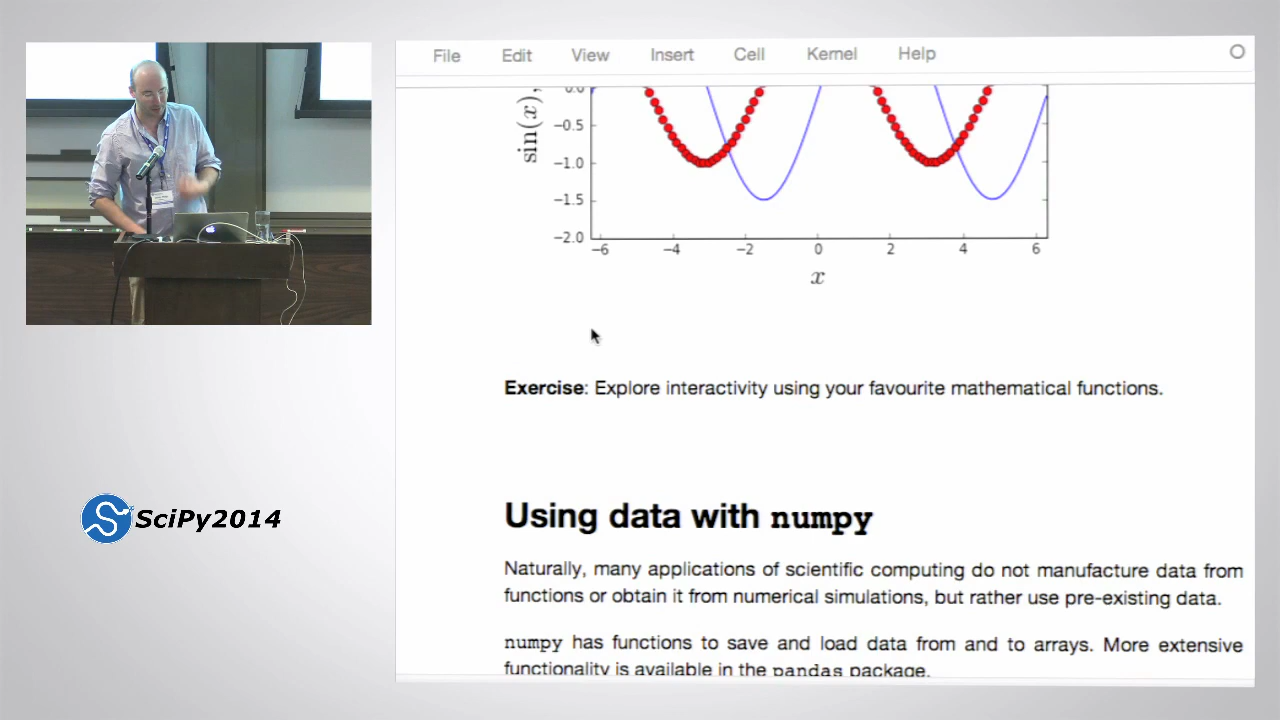 File Edit View Insert Cell Kernel Help
sin(x),
0.0
−0.5
−1.0
−1.5
−2.0
−6 −4 −2 0 2 4 6
x
Exercise: Explore interactivity using your favourite mathematical functions.
SciPy2014
Using data with numpy
Naturally, many applications of scientific computing do not manufacture data from
functions or obtain it from numerical simulations, but rather use pre-existing data.
numpy has functions to save and load data from and to arrays. More extensive
functionality is available in the pandas package.